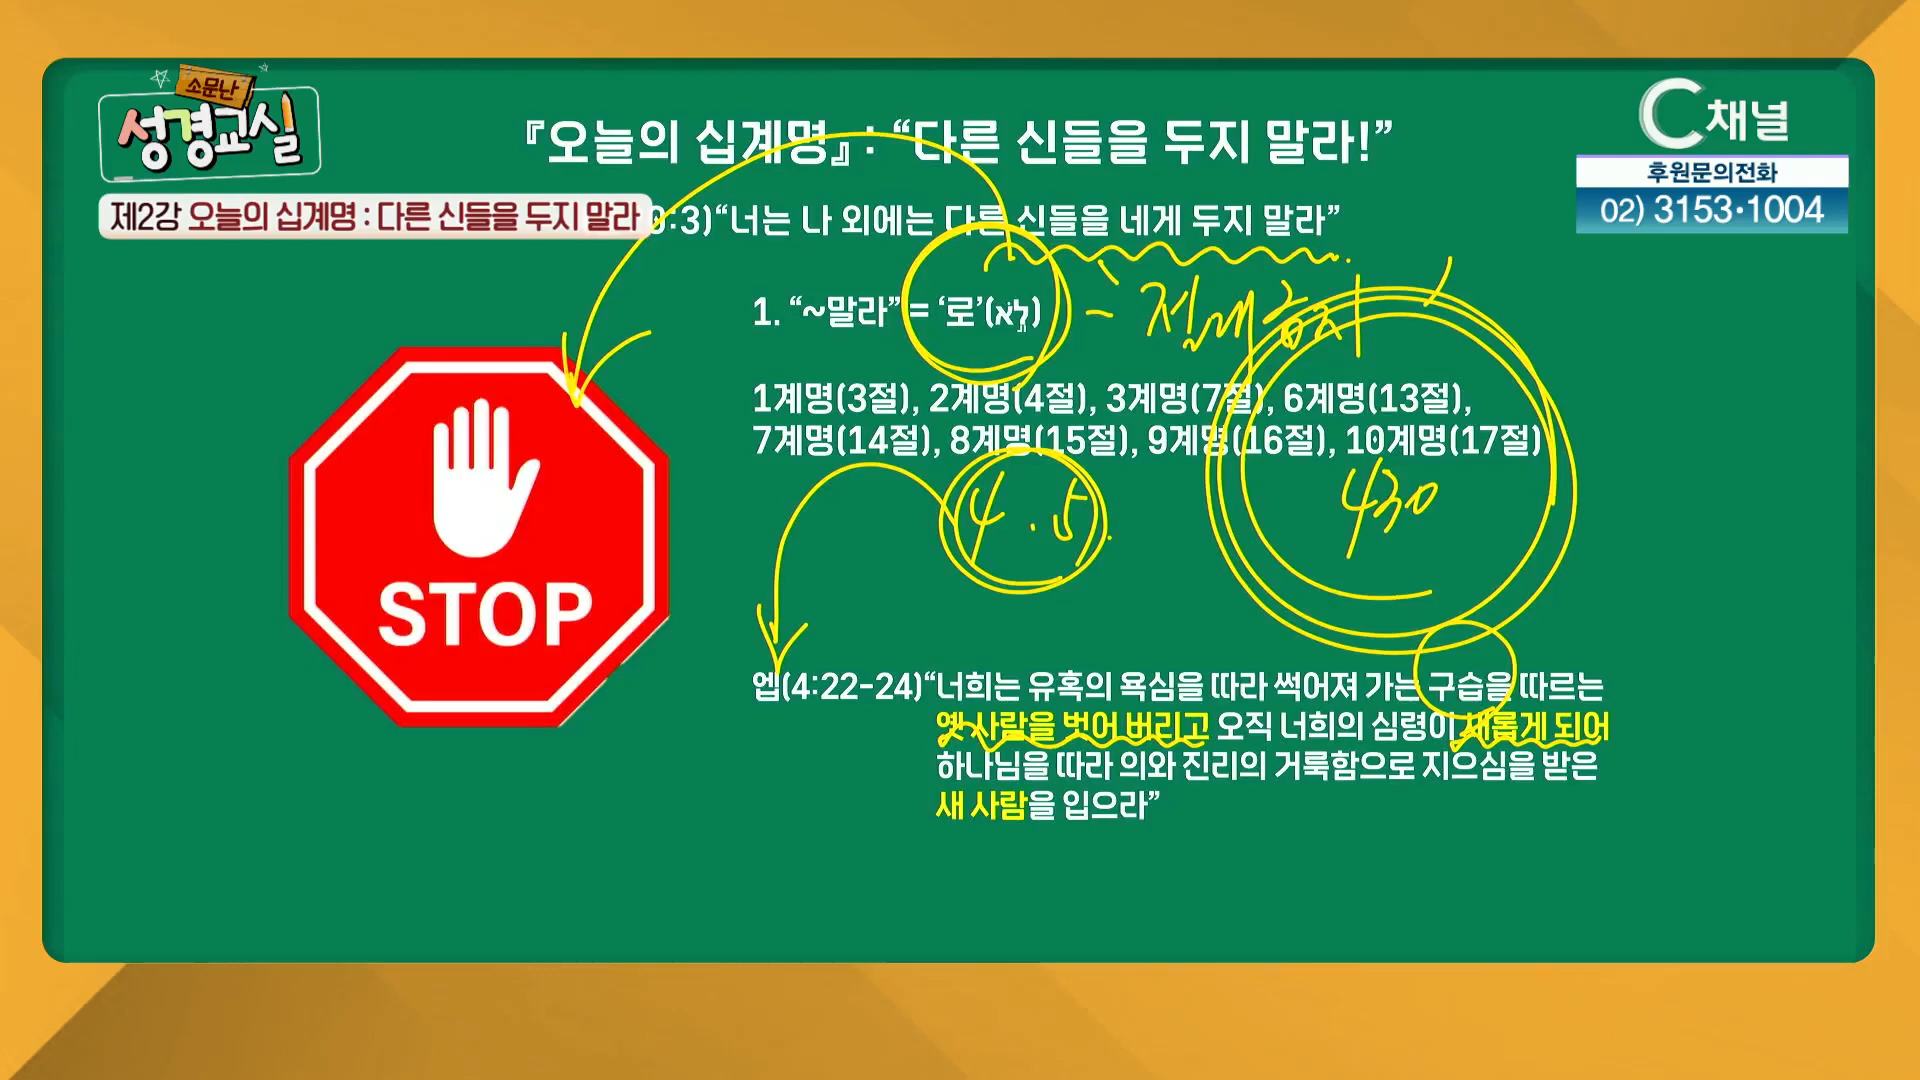 소문난
성경교실
C채널
후원문의전화
02) 3153·1004
『오늘의 십계명』 : “다른 신들을 두지 말라!”
제2강 오늘의 십계명 : 다른 신들을 두지 말라
0:3)“너는 나 외에는 다른 신들을 네게 두지 말라”
1. “~말라” = ‘로’(לֹא) - 절대 금지
1계명(3절), 2계명(4절), 3계명(7절), 6계명(13절),
7계명(14절), 8계명(15절), 9계명(16절), 10계명(17절)
4 . 5
430
STOP
엡(4:22-24)“너희는 유혹의 욕심을 따라 썩어져 가는 구습을 따르는
옛 사람을 벗어 버리고 오직 너희의 심령이 새롭게 되어
하나님을 따라 의와 진리의 거룩함으로 지으심을 받은
새 사람을 입으라”